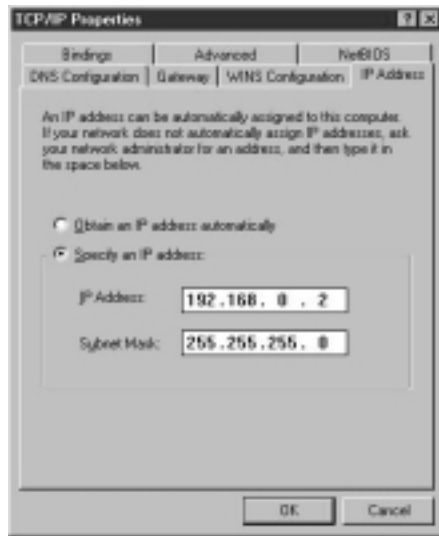 TCP/IP Properties
Bindings Advanced NetBIOS
DNS Configuration Gateway WINS Configuration IP Address
An IP address can be automatically assigned to this computer.
If your network does not automatically assign IP addresses, ask
your network administrator for an address, and then type it in
the space below.
Obtain an IP address automatically
Specify an IP address:
IP Address: 192.168. 0 . 2
Subnet Mask: 255.255.255. 0
OK Cancel